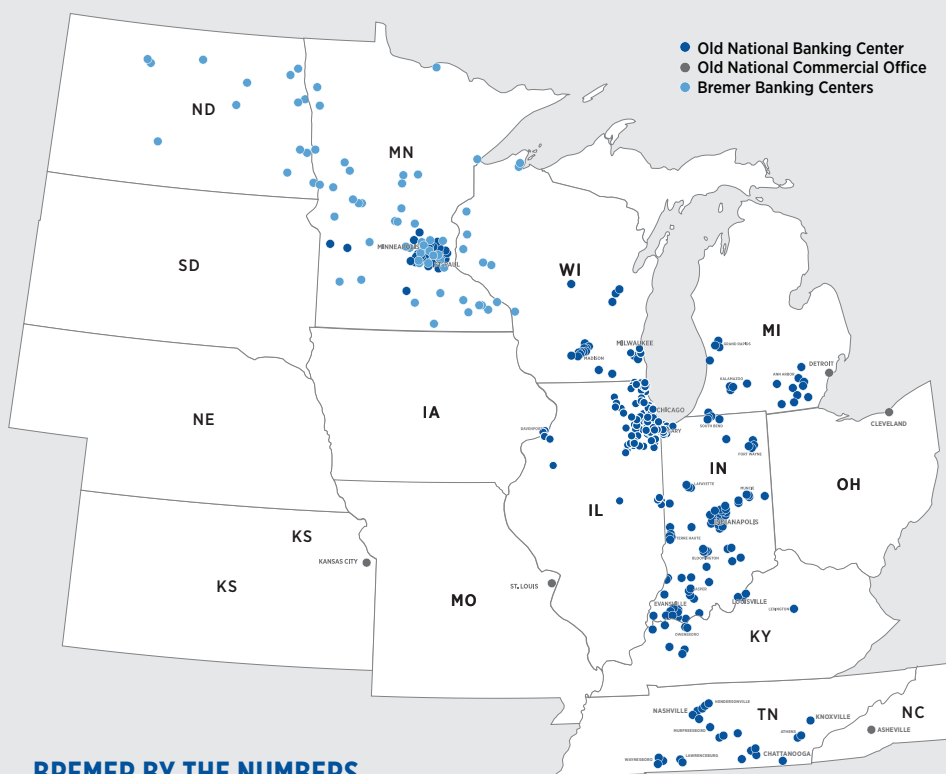 Old National Banking Center
Old National Commercial Office
Bremer Banking Centers
ND
MN
SD
WI
MI
MINNEAPOLIS
MILWAUKEE
MADISON
GRAND RAPIDS
DETROIT
KALAMAZOO
ANN ARBOR
NE
IA
CHICAGO
GARY
SOUTH BEND
CLEVELAND
DAVENPORT
FORT WAYNE
IN
OH
LAFAYETTE
MUNCIE
IL
INDIANAPOLIS
KS
TERRE HAUTE
KANSAS CITY
BLOOMINGTON
KS
ST. LOUIS
JASPER
MO
EVANSVILLE
LOUISVILLE
LEXINGTON
OWENSBORO
KY
HENDERSONVILLE
NASHVILLE
TN
KNOXVILLE
NC
MURFREESBORO
ATHENS
ASHEVILLE
WAYNESBORO
LAWRENCEBURG
CHATTANOOGA
BREMER BY THE NUMBERS